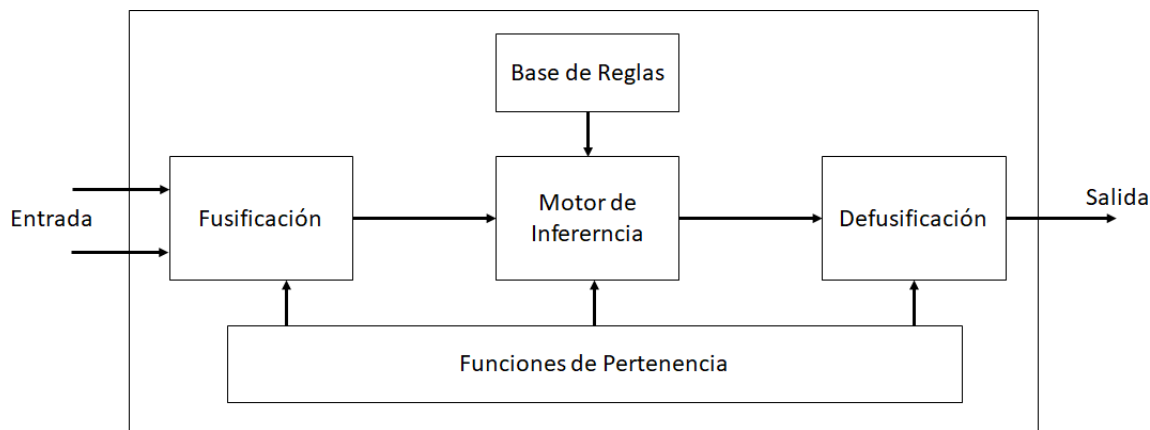 Base de Reglas
Entrada
Fusificación
Motor de
Infererncia
Defusificación
Salida
Funciones de Pertenencia